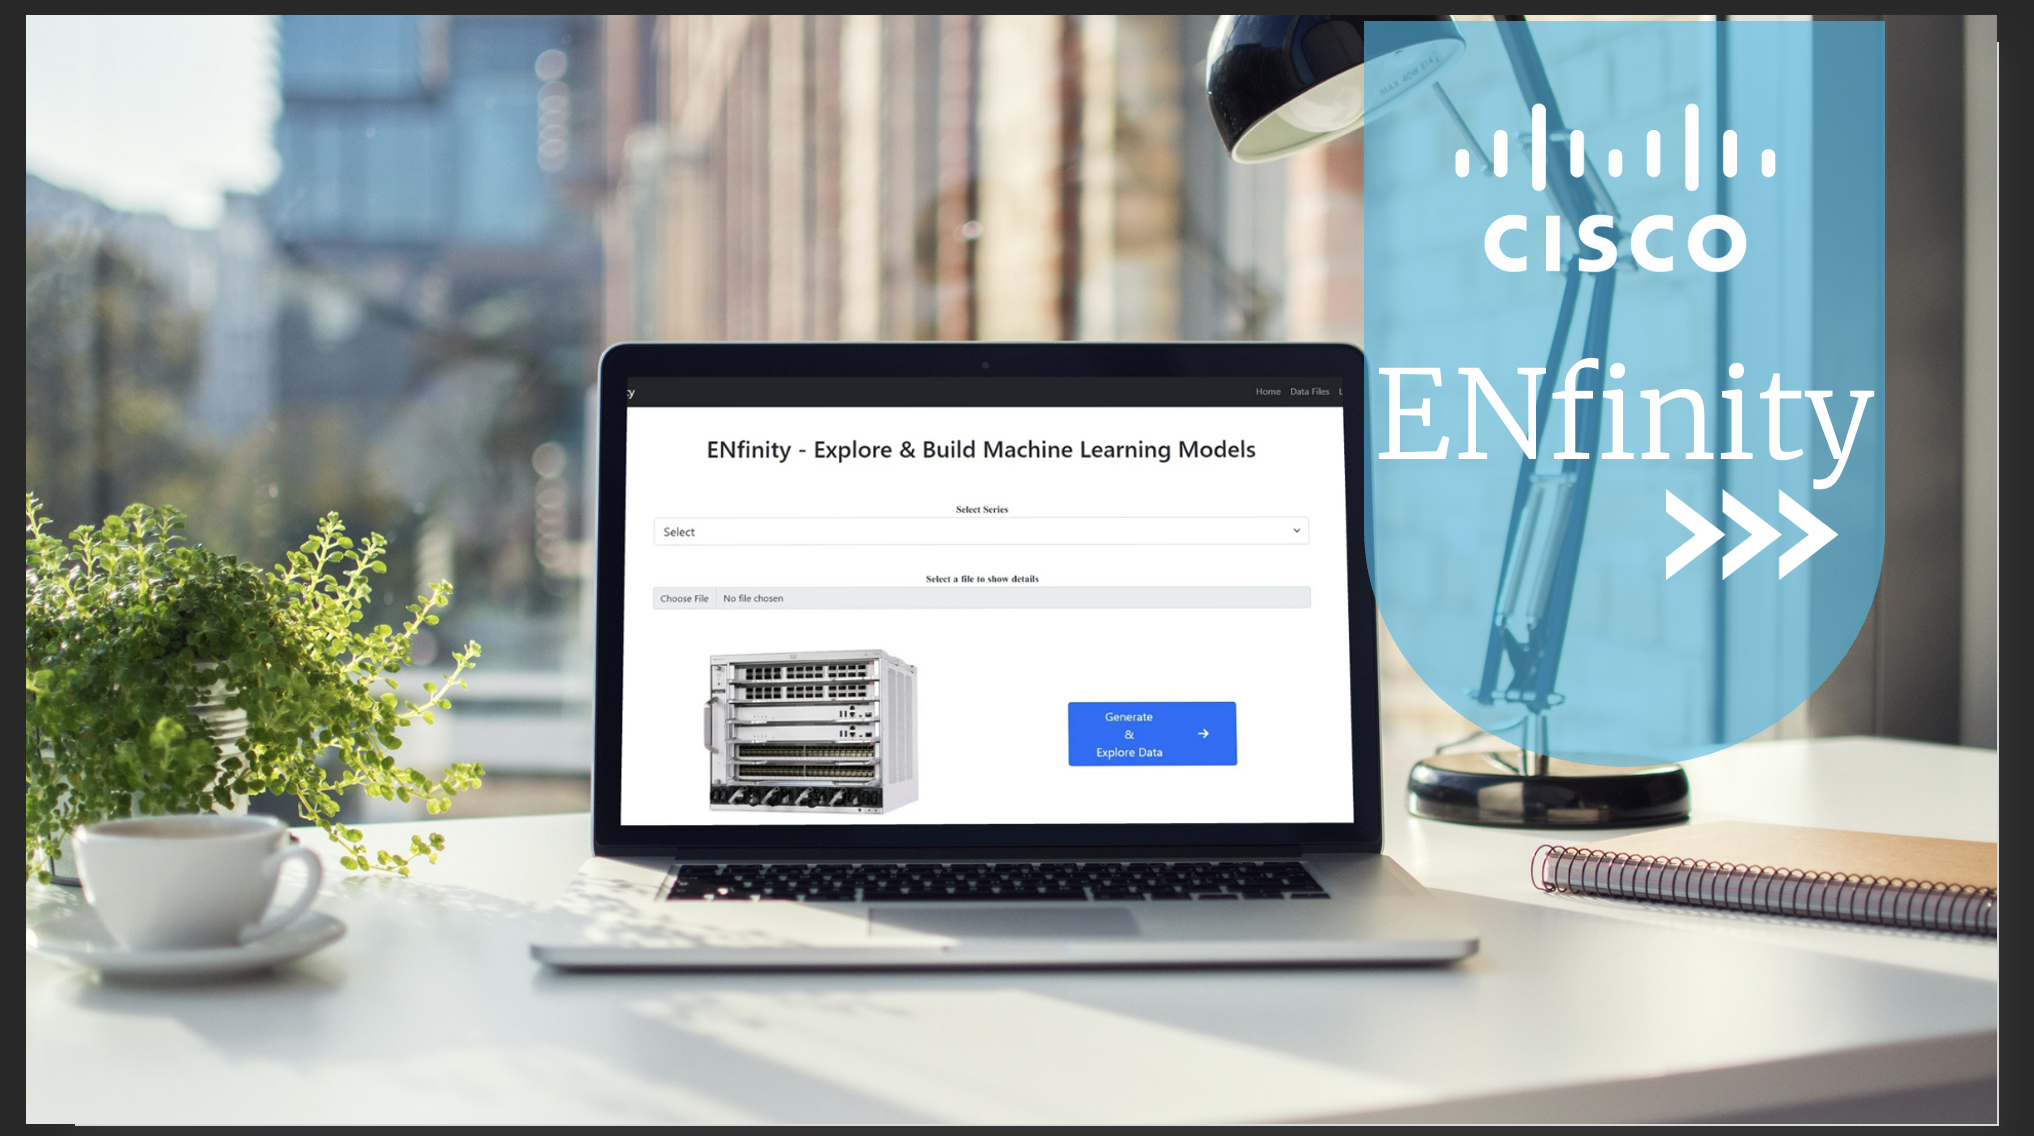 CISCO
ENfinity
Home Data Files
ENfinity - Explore & Build Machine Learning Models
Select Series
Select
Select a file to show details
Choose File No file chosen
Generate
&
Explore Data